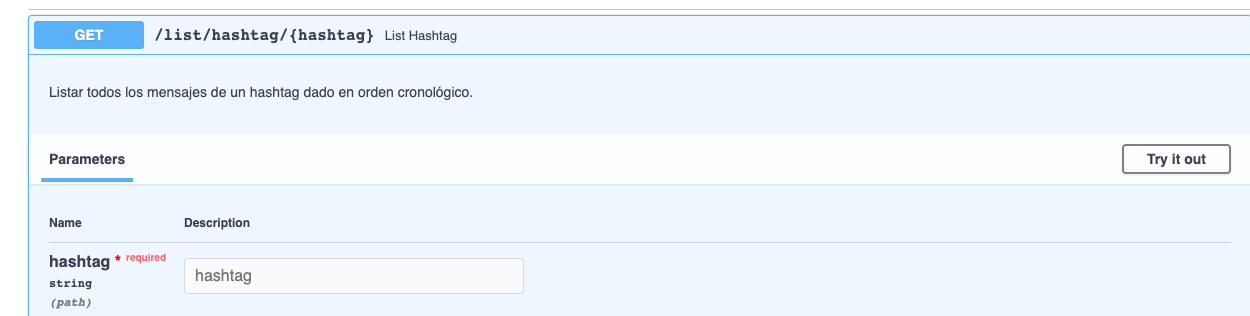 GET /list/hashtag/{hashtag} List Hashtag
Listar todos los mensajes de un hashtag dado en orden cronológico.
Parameters Try it out
Name Description
hashtag * required hashtag
string
(path)